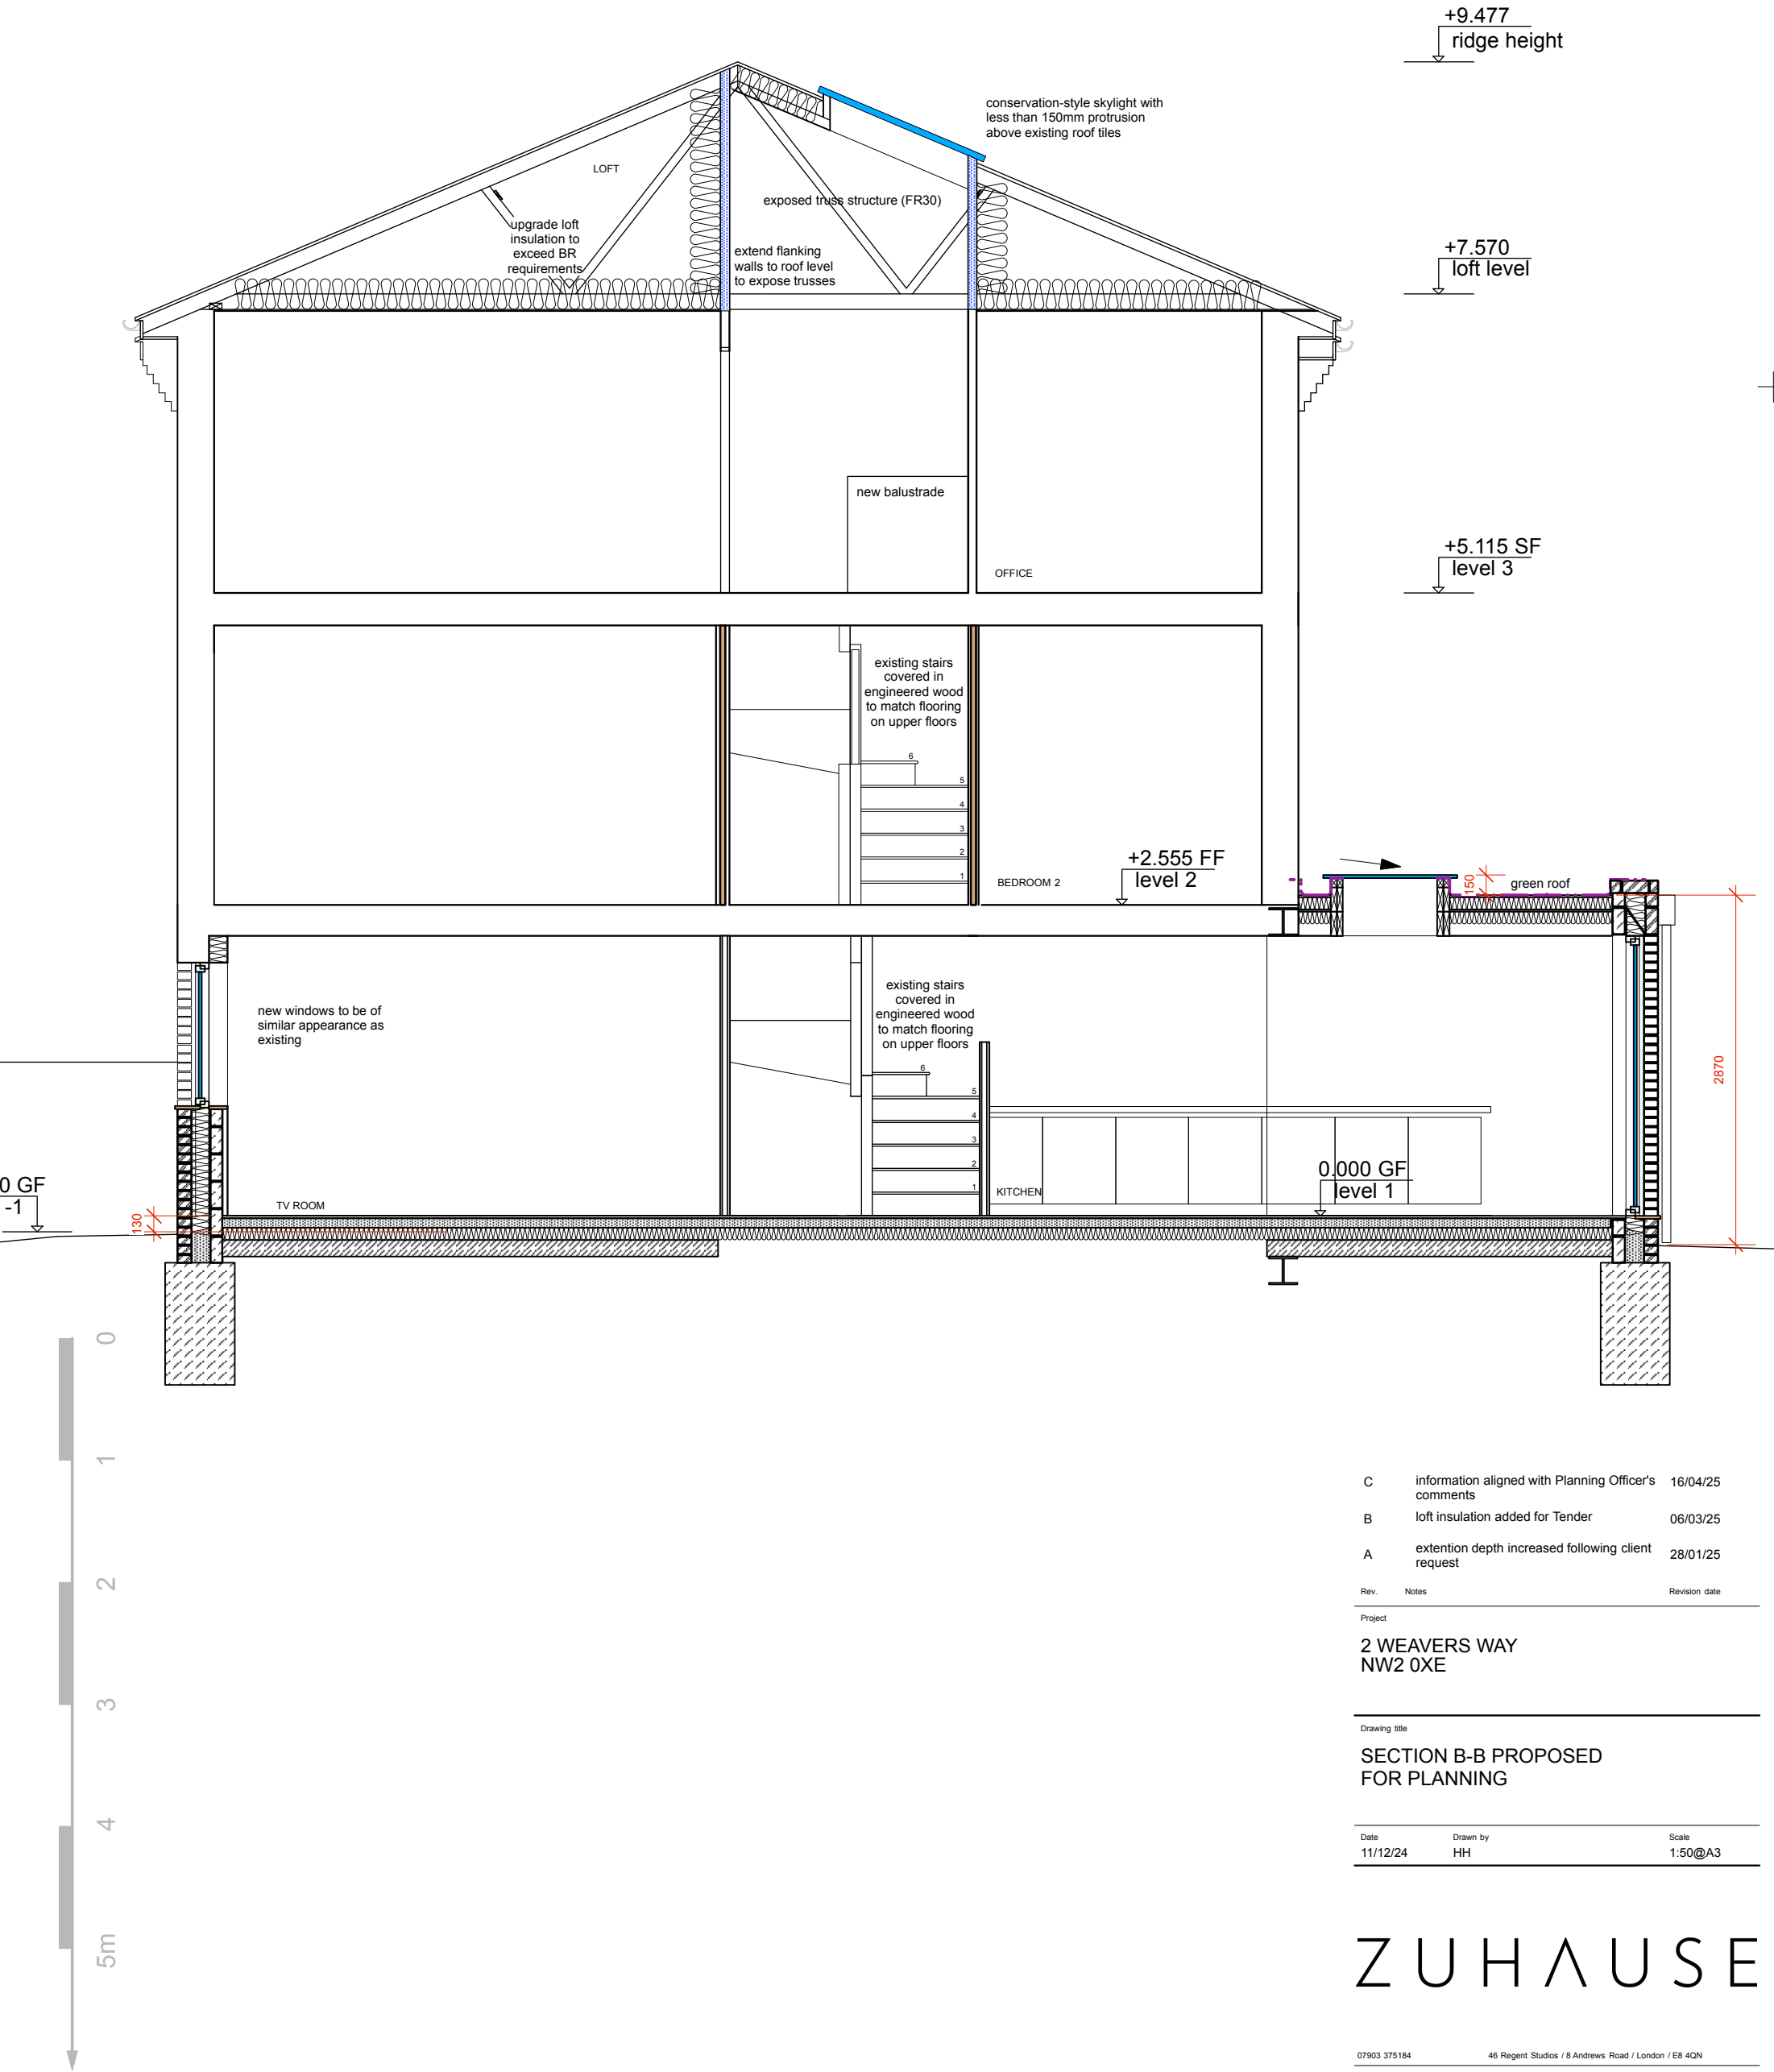 +9.477
ridge height
conservation-style skylight with
less than 150mm protrusion
above existing roof tiles
LOFT
exposed truss structure (FR30)
upgrade loft
insulation to
exceed BR
requirements
extend flanking
walls to roof level
to expose trusses
+7.570
loft level
new balustrade
OFFICE
+5.115 SF
level 3
existing stairs
covered in
engineered wood
to match flooring
on upper floors
6
5
4
3
2
1
BEDROOM 2
+2.555 FF
level 2
150
green roof
2870
new windows to be of
similar appearance as
existing
existing stairs
covered in
engineered wood
to match flooring
on upper floors
6
5
4
3
2
1
KITCHEN
0.000 GF
level 1
TV ROOM
0 GF
-1
130
0
1
2
3
4
5m
C information aligned with Planning Officer's 16/04/25
comments
B loft insulation added for Tender 06/03/25
A extention depth increased following client 28/01/25
request
Rev. Notes Revision date
Project
2 WEAVERS WAY
NW2 0XE
Drawing title
SECTION B-B PROPOSED
FOR PLANNING
Date Drawn by Scale
11/12/24 HH 1:50@A3
ZUHAUSE
07903 375184 46 Regent Studios / 8 Andrews Road / London / E8 4QN